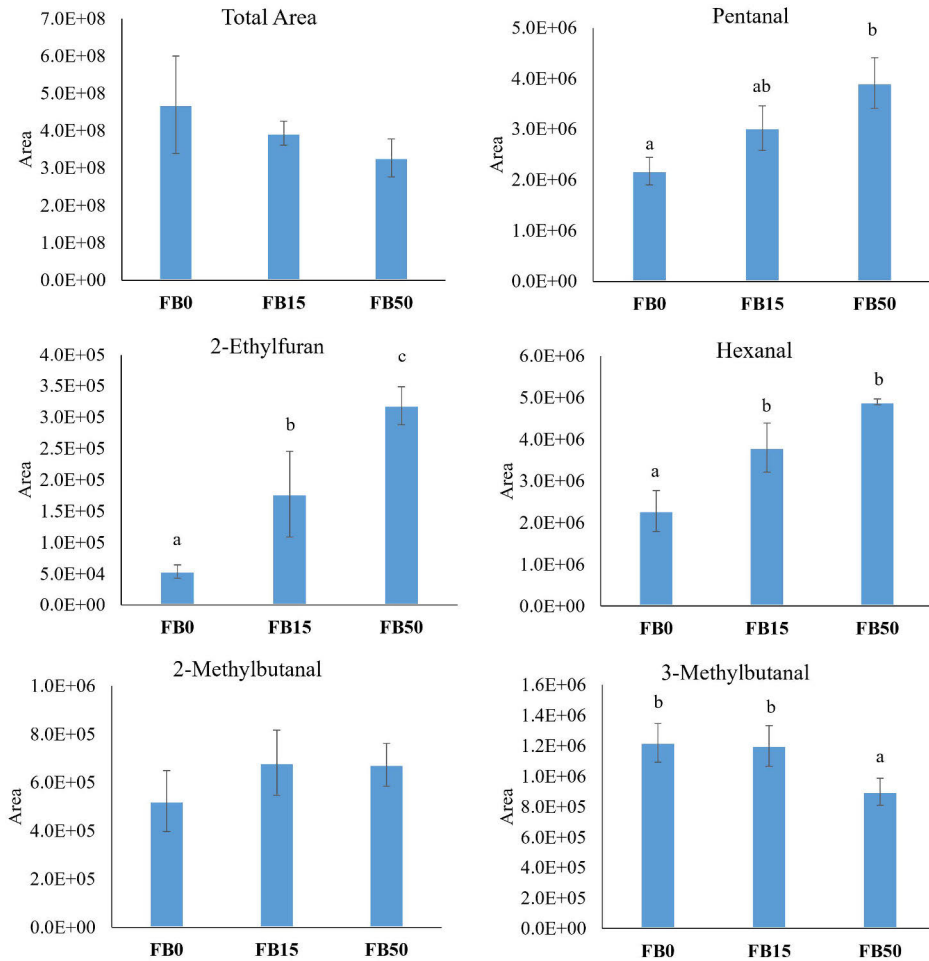 Total Area
7.0E+08
6.0E+08
5.0E+08
4.0E+08
3.0E+08
2.0E+08
1.0E+08
0.0E+00
Area
FB0 FB15 FB50
Pentanal
5.0E+06
4.0E+06
3.0E+06
2.0E+06
1.0E+06
0.0E+00
Area
a ab b
FB0 FB15 FB50
2-Ethylfuran
4.0E+05
3.5E+05
3.0E+05
2.5E+05
2.0E+05
1.5E+05
1.0E+05
5.0E+04
0.0E+00
Area
a b c
FB0 FB15 FB50
Hexanal
6.0E+06
5.0E+06
4.0E+06
3.0E+06
2.0E+06
1.0E+06
0.0E+00
Area
a b b
FB0 FB15 FB50
2-Methylbutanal
1.0E+06
8.0E+05
6.0E+05
4.0E+05
2.0E+05
0.0E+00
Area
FB0 FB15 FB50
3-Methylbutanal
1.6E+06
1.4E+06
1.2E+06
1.0E+06
8.0E+05
6.0E+05
4.0E+05
2.0E+05
0.0E+00
Area
b b a
FB0 FB15 FB50